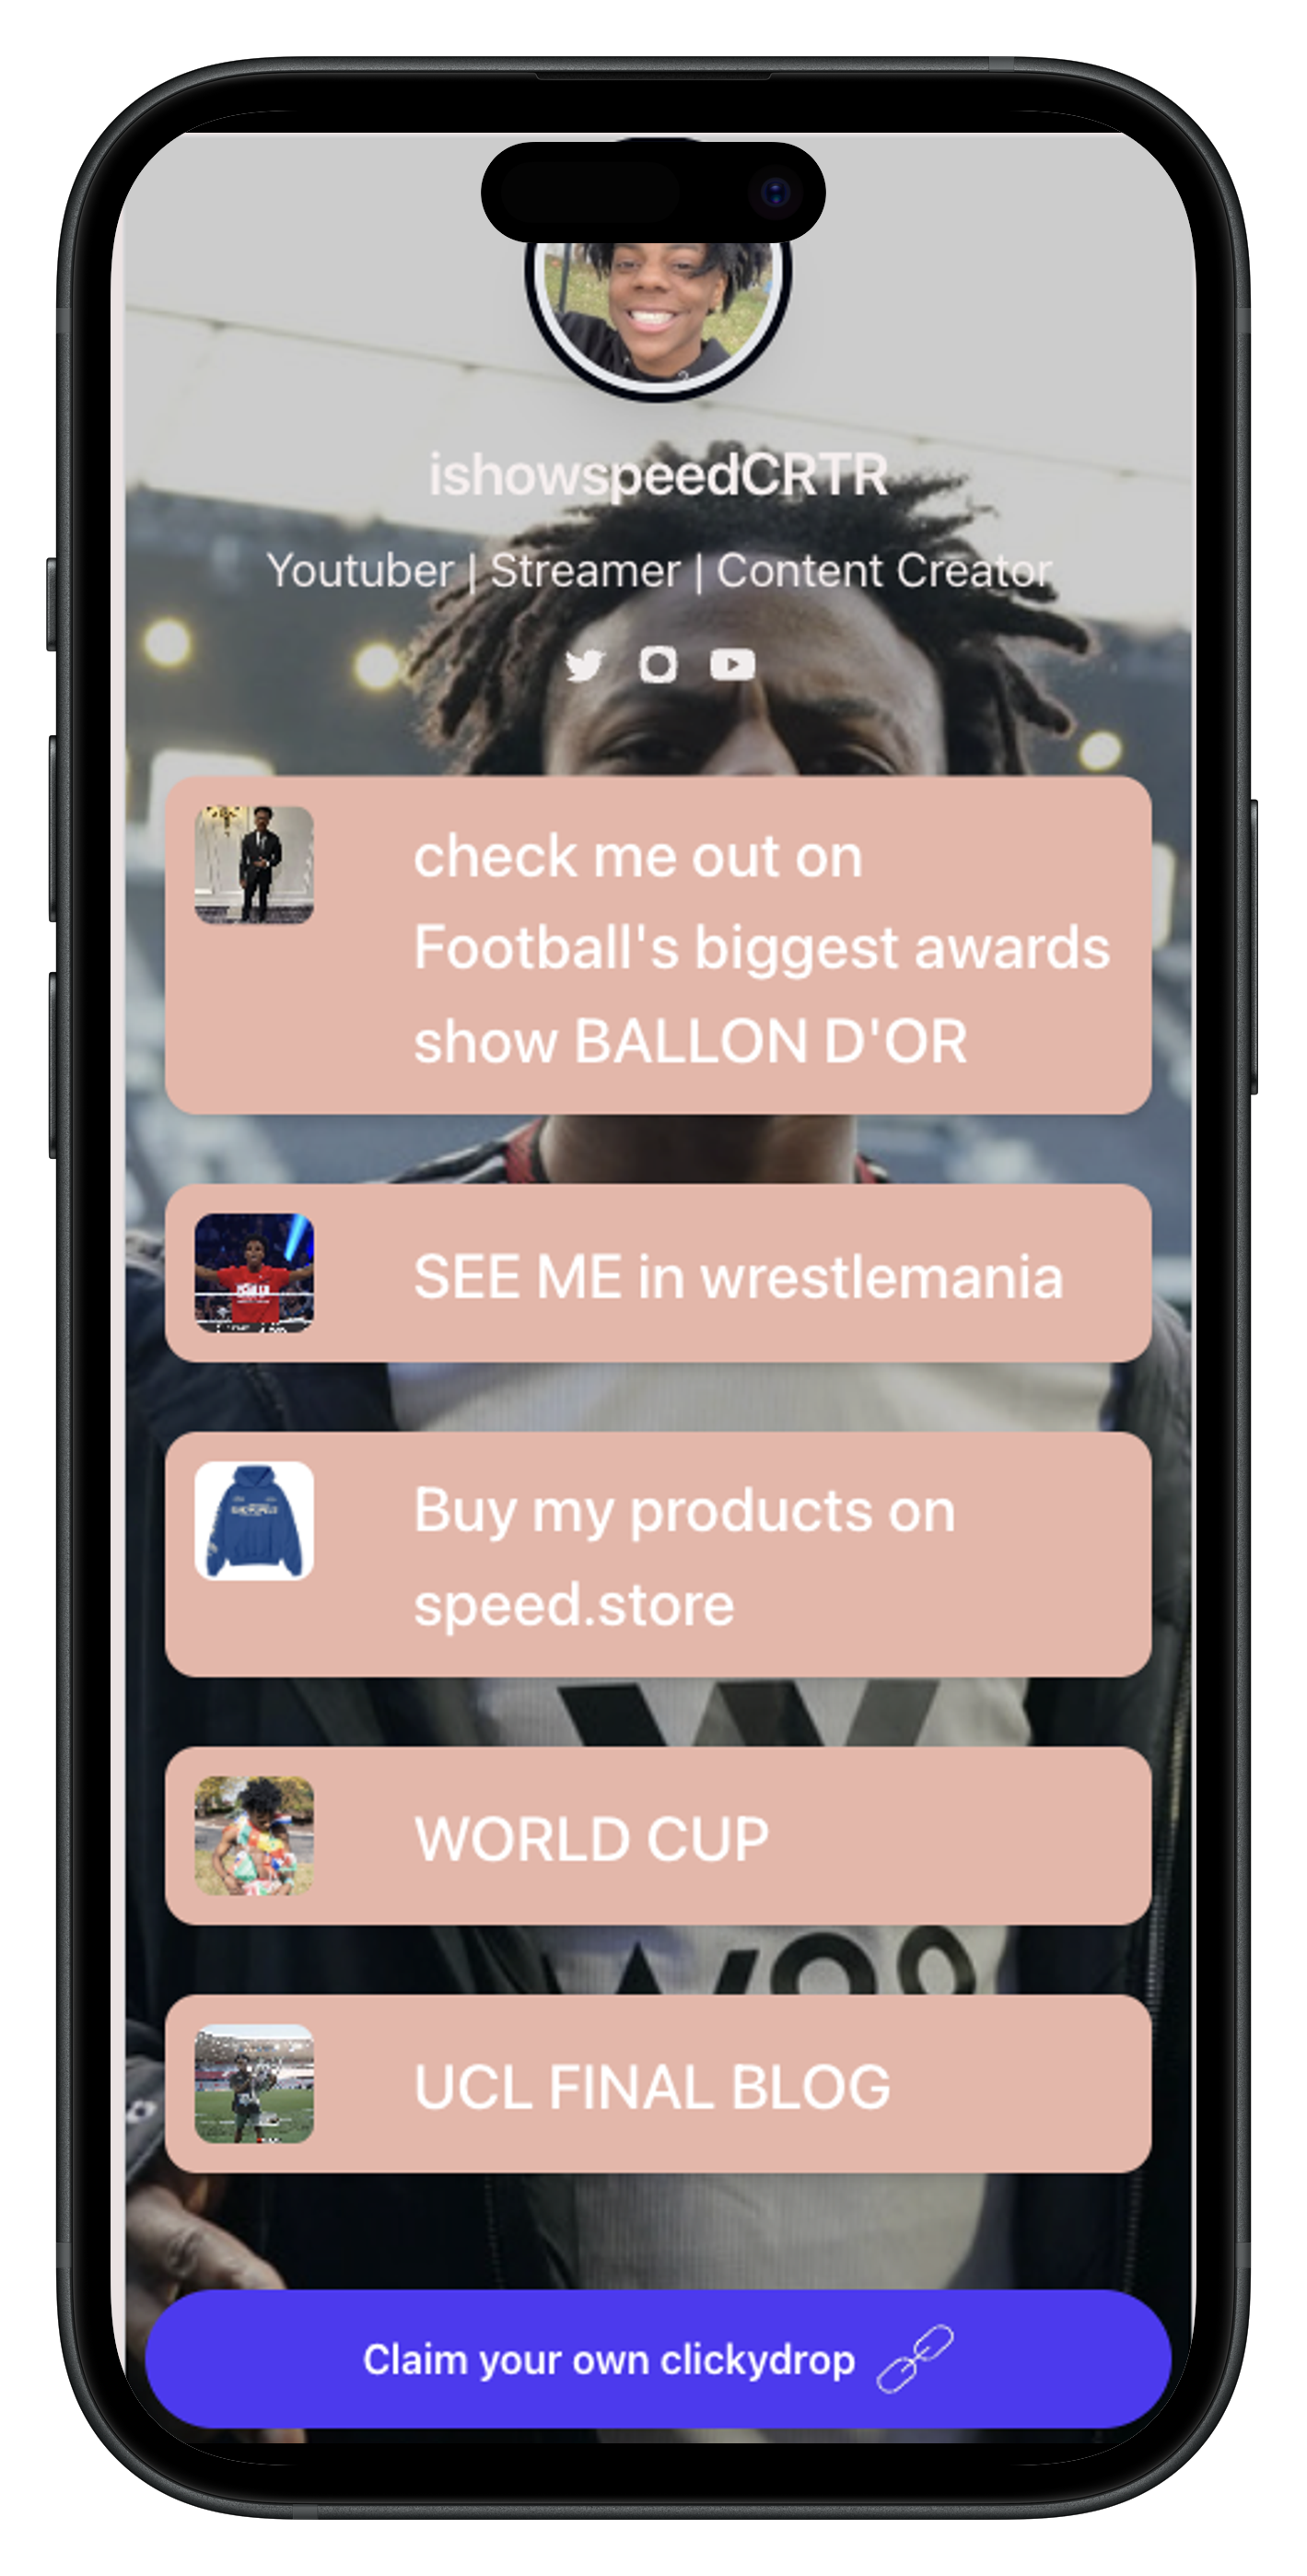 ishowspeedCRTR
Youtuber | Streamer | Content Creator
check me out on
Football's biggest awards
show BALLON D'OR
SEE ME in wrestlemania
Buy my products on
speed.store
WORLD CUP
UCL FINAL BLOG
Claim your own clickydrop